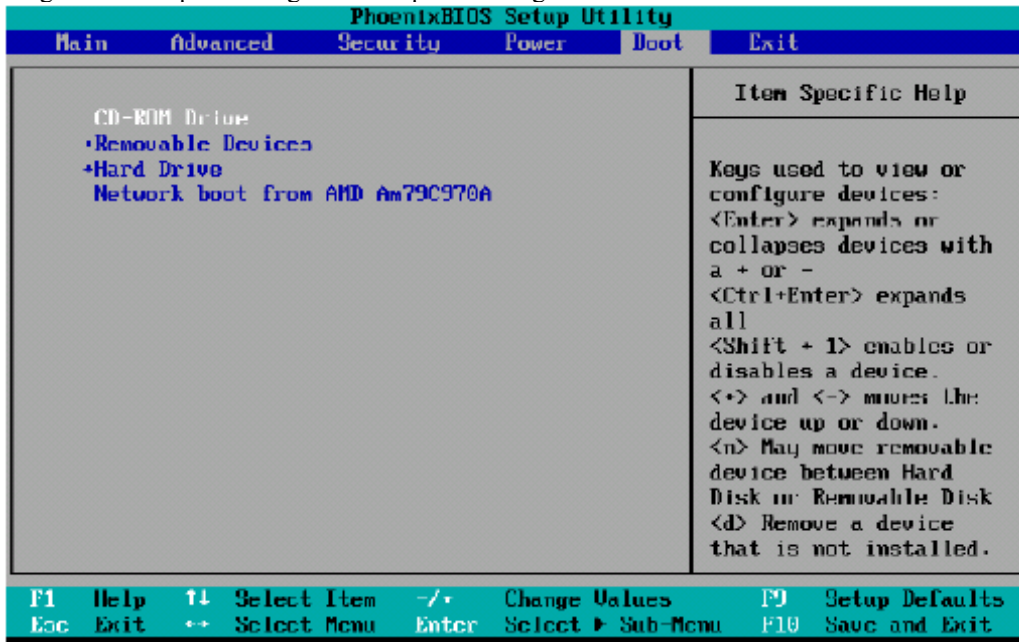 PhoenixBIOS Setup Utility
Main Advanced Security Power Boot Exit
CD-ROM Drive
+Removable Devices
+Hard Drive
Network boot from AMD Am79C970A
Item Specific Help
Keys used to view or
configure devices:
<Enter> expands or
collapses devices with
a + or -
<Ctrl+Enter> expands
all
<Shift + 1> enables or
disables a device.
<+> and <-> moves the
device up or down.
<n> May move removable
device between Hard
Disk or Removable Disk
<d> Remove a device
that is not installed.
F1 Help ↑↓ Select Item -/+ Change Values F9 Setup Defaults
Esc Exit ↔ Select Menu Enter Select ▶ Sub-Menu F10 Save and Exit